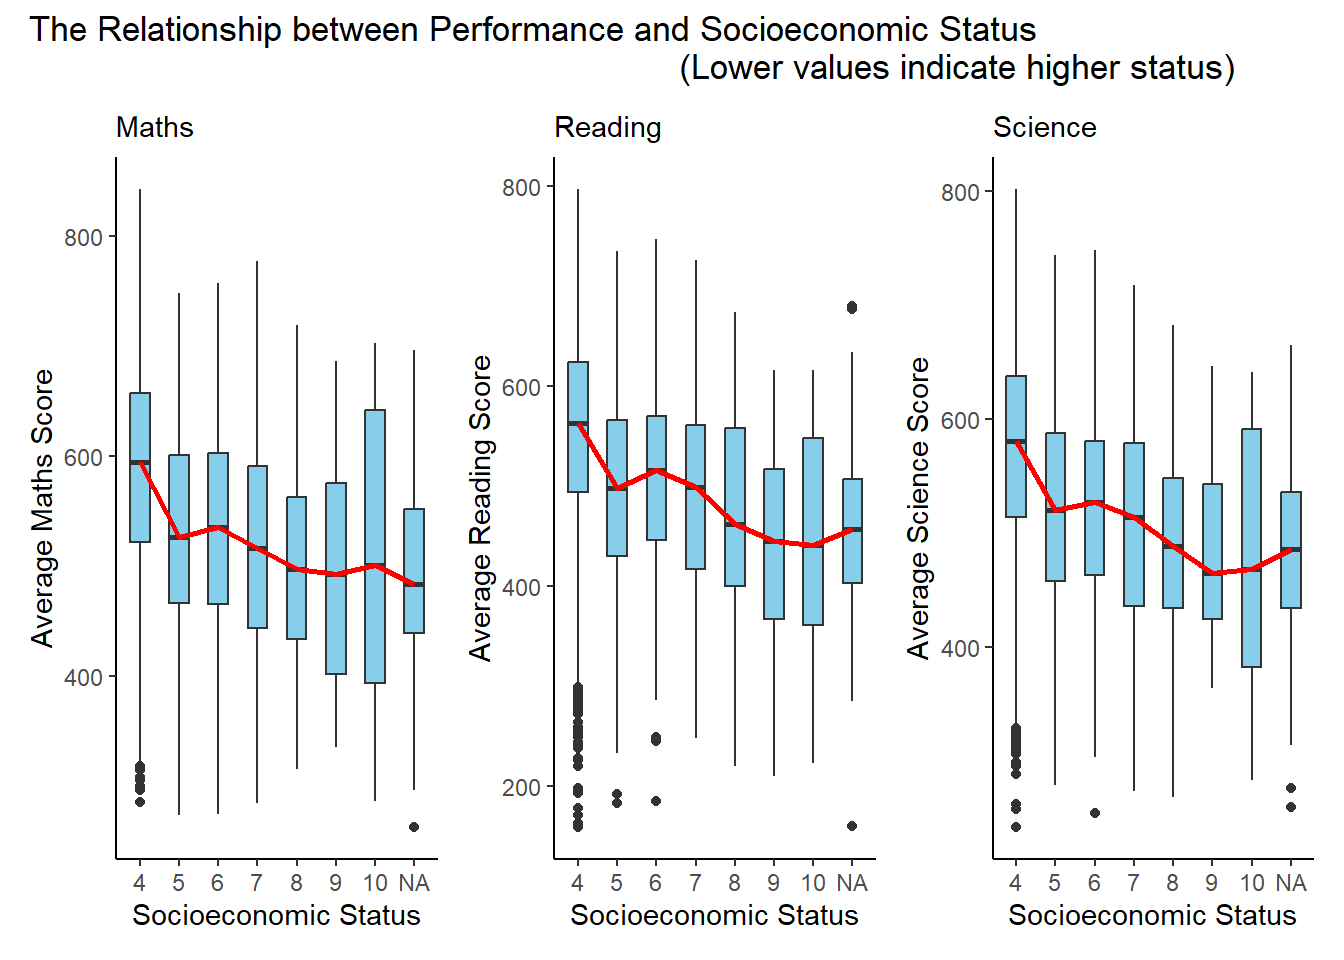 The Relationship between Performance and Socioeconomic Status
(Lower values indicate higher status)
Maths
Average Maths Score
800
600
400
4 5 6 7 8 9 10 NA
Socioeconomic Status
Reading
Average Reading Score
800
600
400
200
4 5 6 7 8 9 10 NA
Socioeconomic Status
Science
Average Science Score
800
600
400
4 5 6 7 8 9 10 NA
Socioeconomic Status